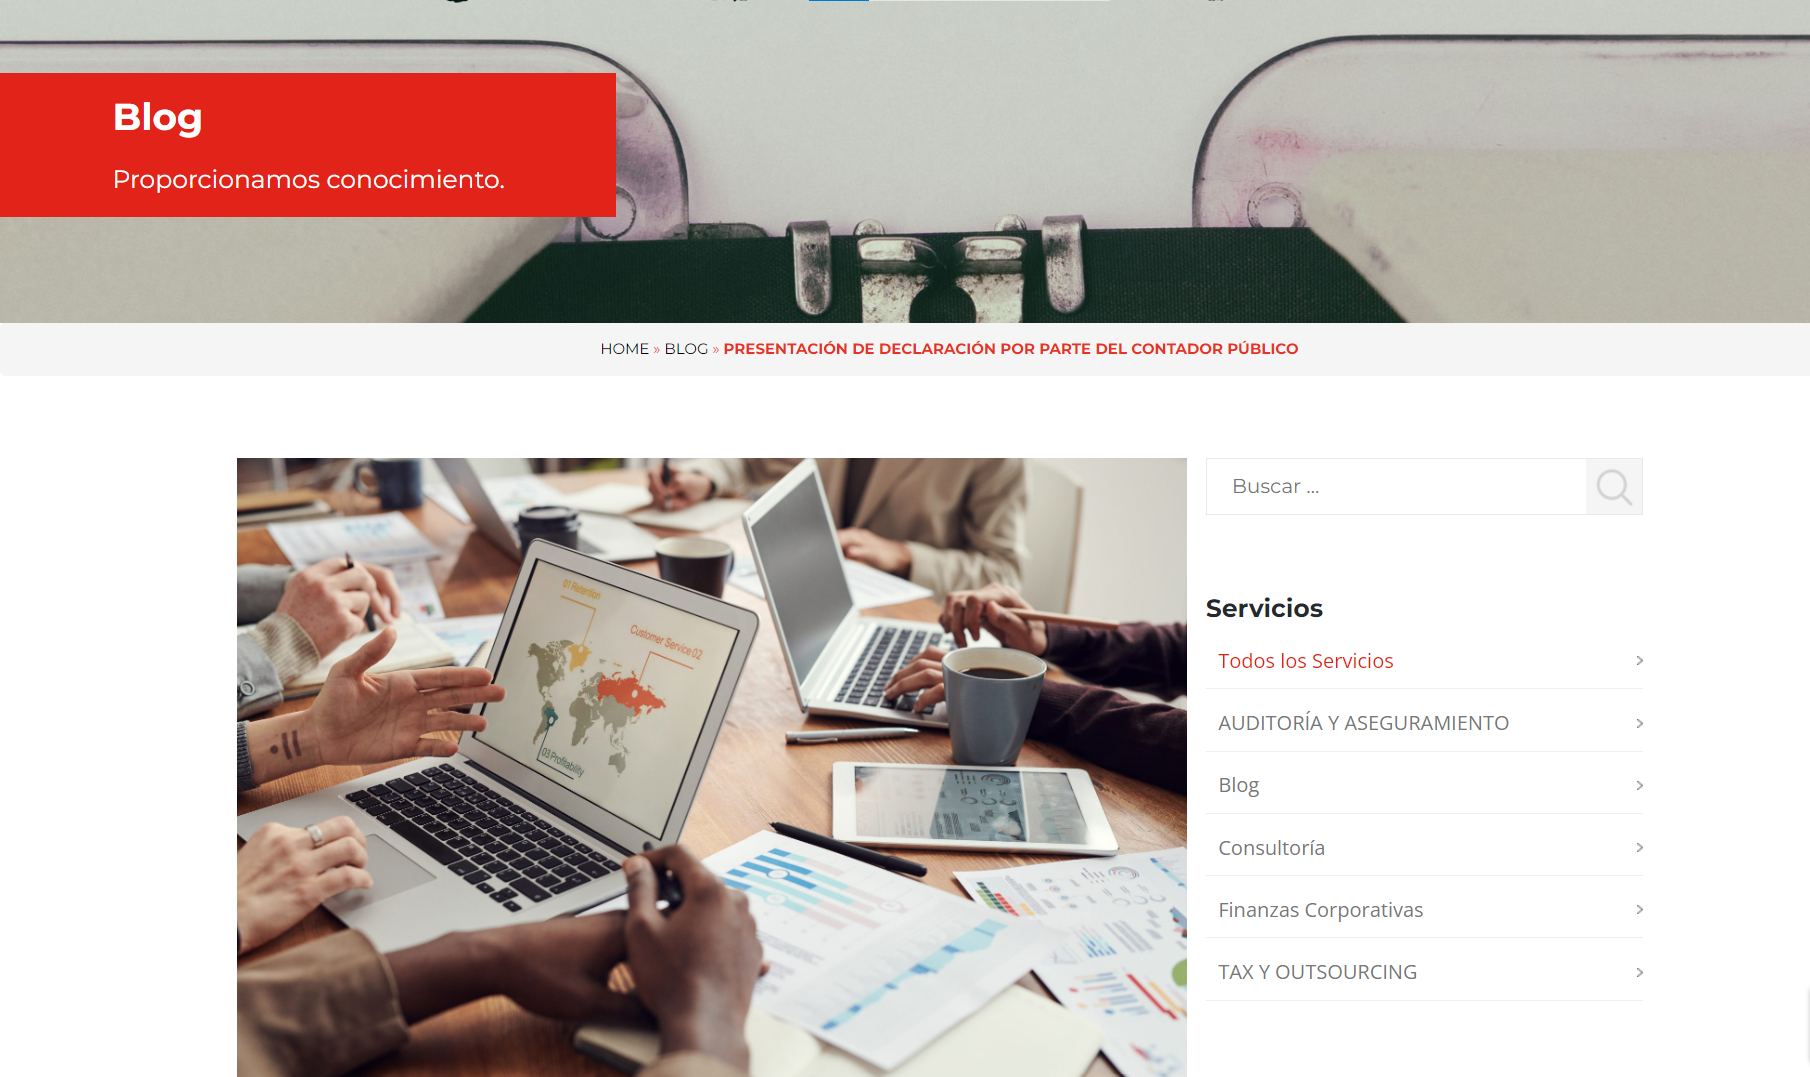 Blog
Proporcionamos conocimiento.
HOME » BLOG » PRESENTACIÓN DE DECLARACIÓN POR PARTE DEL CONTADOR PÚBLICO
01 Retention
Customer Service 02
03 Profitability
Buscar ...
Servicios
Todos los Servicios
AUDITORÍA Y ASEGURAMIENTO
Blog
Consultoría
Finanzas Corporativas
TAX Y OUTSOURCING